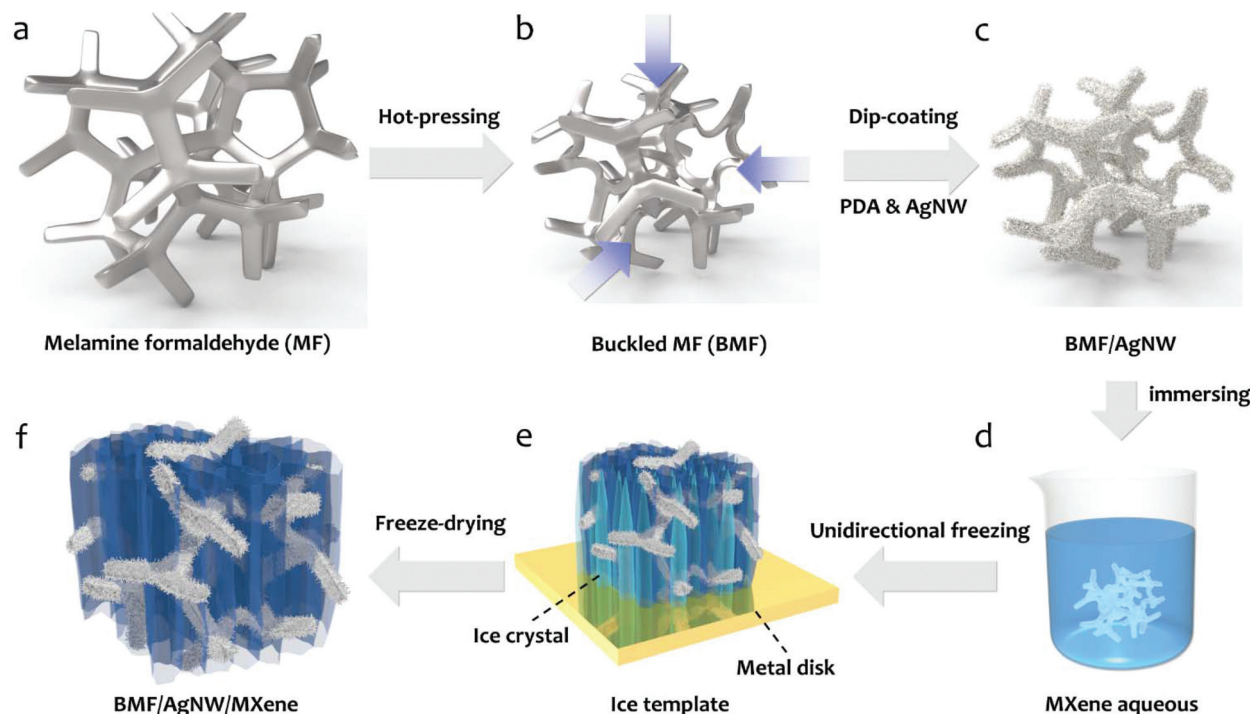 a
b
c
Hot-pressing
Dip-coating
PDA & AgNW
Melamine formaldehyde (MF)
Buckled MF (BMF)
BMF/AgNW
immersing
f
e
d
Freeze-drying
Unidirectional freezing
Ice crystal
Metal disk
BMF/AgNW/MXene
Ice template
MXene aqueous